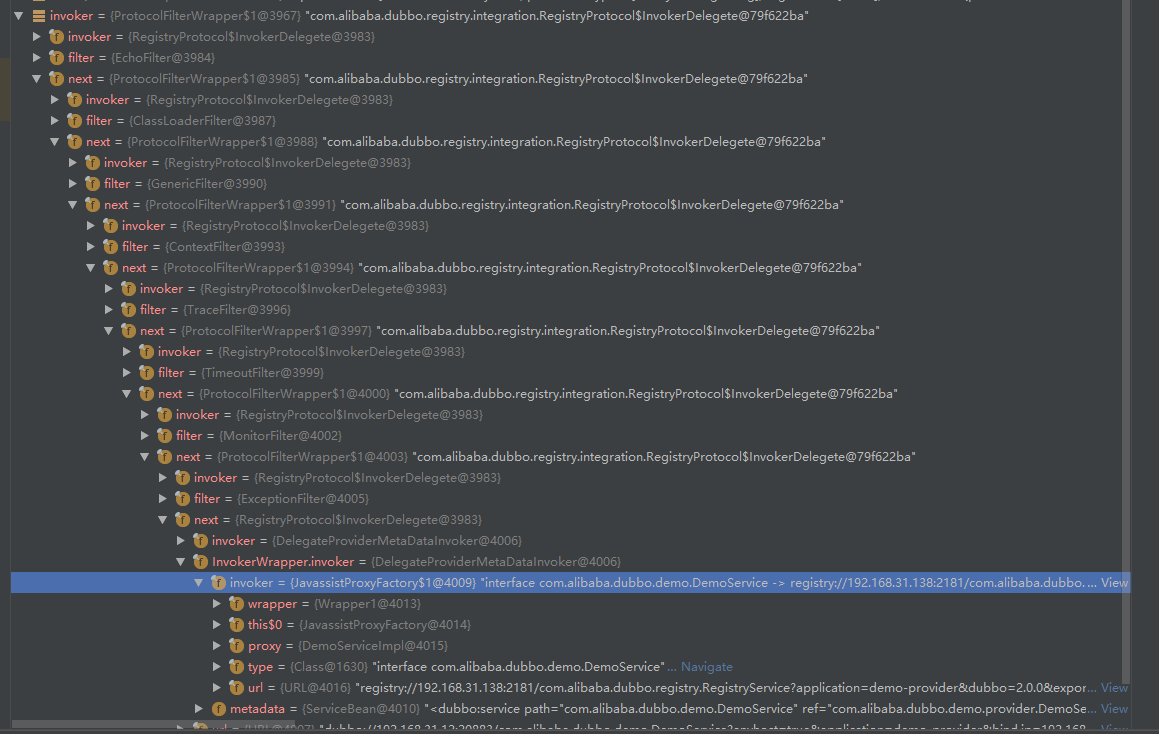 invoker = {ProtocolFilterWrapper$1@3967} "com.alibaba.dubbo.registry.integration.RegistryProtocol$InvokerDelegete@79f622ba"
invoker = {RegistryProtocol$InvokerDelegete@3983}
filter = {EchoFilter@3984}
next = {ProtocolFilterWrapper$1@3985} "com.alibaba.dubbo.registry.integration.RegistryProtocol$InvokerDelegete@79f622ba"
invoker = {RegistryProtocol$InvokerDelegete@3983}
filter = {ClassLoaderFilter@3987}
next = {ProtocolFilterWrapper$1@3988} "com.alibaba.dubbo.registry.integration.RegistryProtocol$InvokerDelegete@79f622ba"
invoker = {RegistryProtocol$InvokerDelegete@3983}
filter = {GenericFilter@3990}
next = {ProtocolFilterWrapper$1@3991} "com.alibaba.dubbo.registry.integration.RegistryProtocol$InvokerDelegete@79f622ba"
invoker = {RegistryProtocol$InvokerDelegete@3983}
filter = {ContextFilter@3993}
next = {ProtocolFilterWrapper$1@3994} "com.alibaba.dubbo.registry.integration.RegistryProtocol$InvokerDelegete@79f622ba"
invoker = {RegistryProtocol$InvokerDelegete@3983}
filter = {TraceFilter@3996}
next = {ProtocolFilterWrapper$1@3997} "com.alibaba.dubbo.registry.integration.RegistryProtocol$InvokerDelegete@79f622ba"
invoker = {RegistryProtocol$InvokerDelegete@3983}
filter = {TimeoutFilter@3999}
next = {ProtocolFilterWrapper$1@4000} "com.alibaba.dubbo.registry.integration.RegistryProtocol$InvokerDelegete@79f622ba"
invoker = {RegistryProtocol$InvokerDelegete@3983}
filter = {MonitorFilter@4002}
next = {ProtocolFilterWrapper$1@4003} "com.alibaba.dubbo.registry.integration.RegistryProtocol$InvokerDelegete@79f622ba"
invoker = {RegistryProtocol$InvokerDelegete@3983}
filter = {ExceptionFilter@4005}
next = {RegistryProtocol$InvokerDelegete@3983}
invoker = {DelegateProviderMetaDataInvoker@4006}
InvokerWrapper.invoker = {DelegateProviderMetaDataInvoker@4006}
invoker = {JavassistProxyFactory$1@4009} "interface com.alibaba.dubbo.demo.DemoService -> registry://192.168.31.138:2181/com.alibaba.dubbo.... View
wrapper = {Wrapper1@4013}
this$0 = {JavassistProxyFactory@4014}
proxy = {DemoServiceImpl@4015}
type = {Class@1630} "interface com.alibaba.dubbo.demo.DemoService"... Navigate
url = {URL@4016} "registry://192.168.31.138:2181/com.alibaba.dubbo.registry.RegistryService?application=demo-provider&dubbo=2.0.0&expor... View
metadata = {ServiceBean@4010} "<dubbo:service path="com.alibaba.dubbo.demo.DemoService" ref="com.alibaba.dubbo.demo.provider.DemoSe... View